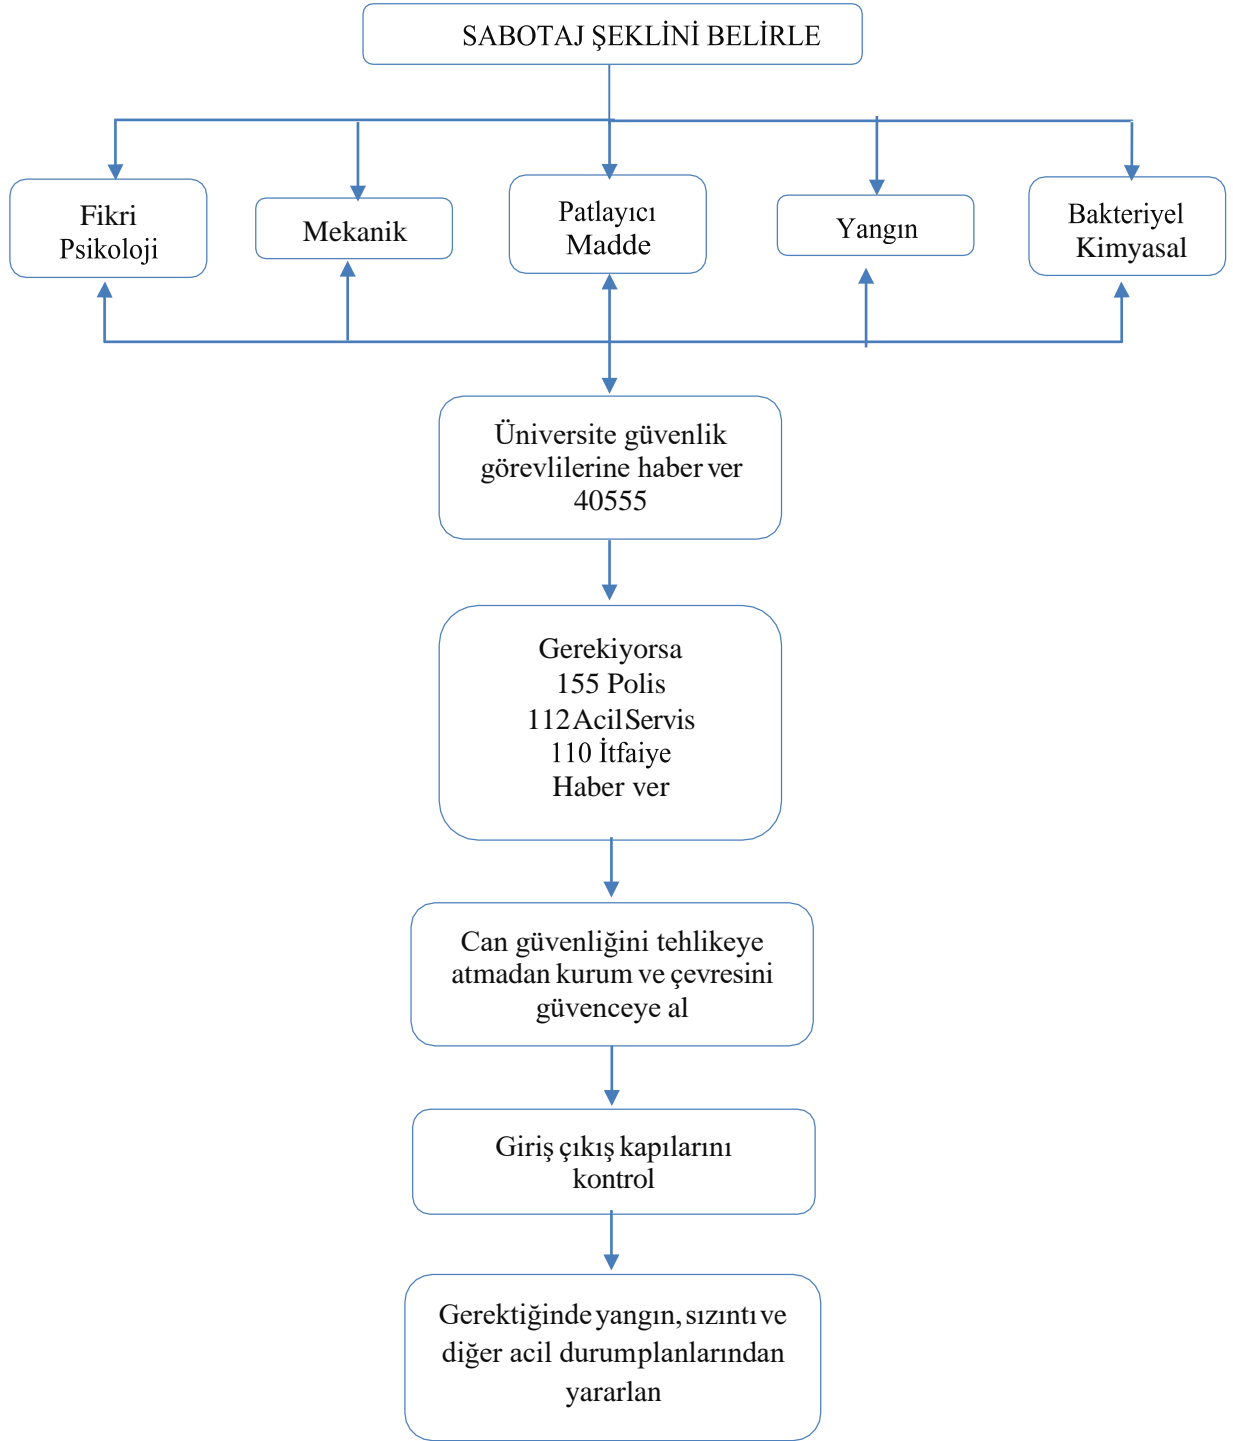 SABOTAJ ŞEKLİNİ BELİRLE
Fikri
Psikoloji
Mekanik
Patlayıcı
Madde
Yangın
Bakteriyel
Kimyasal
Üniversite güvenlik
görevlilerine haber ver
40555
Gerekiyorsa
155 Polis
112 Acil Servis
110 İtfaiye
Haber ver
Can güvenliğini tehlikeye
atmadan kurum ve çevresini
güvenceye al
Giriş çıkış kapılarını
kontrol
Gerektiğinde yangın, sızıntı ve
diğer acil durum planlarından
yararlan